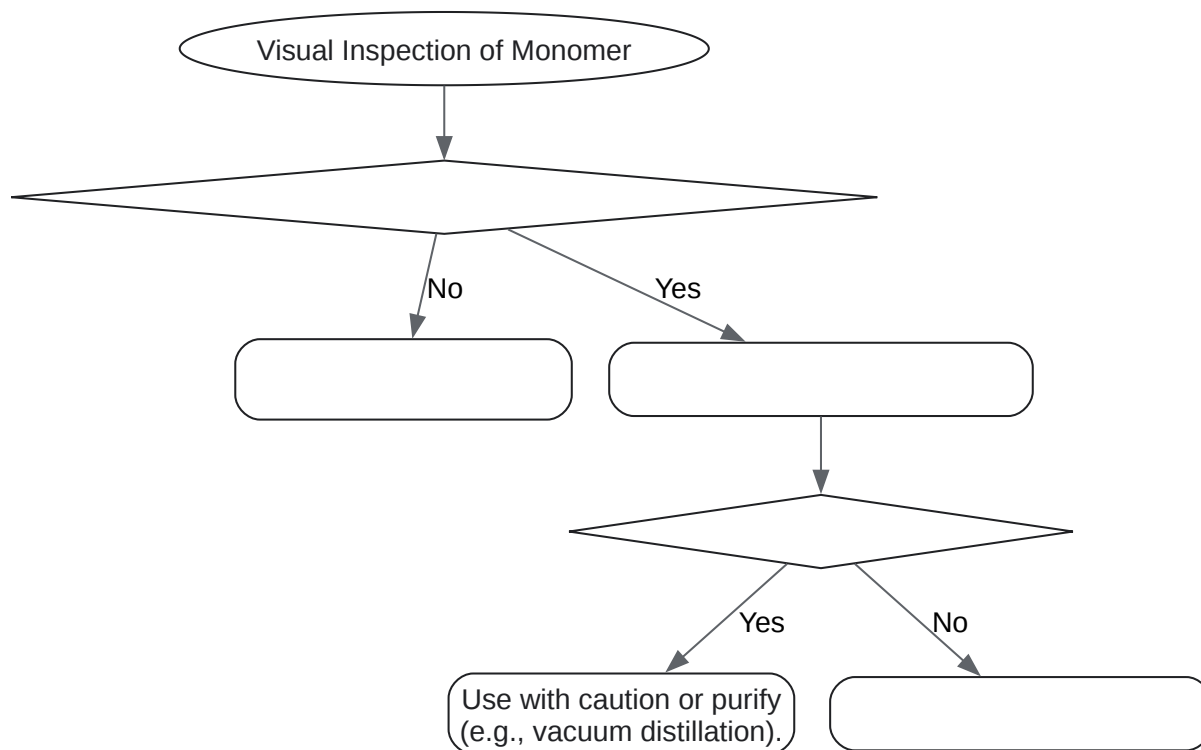 Visual Inspection of Monomer
No
Yes
Yes
No
Use with caution or purify
(e.g., vacuum distillation).